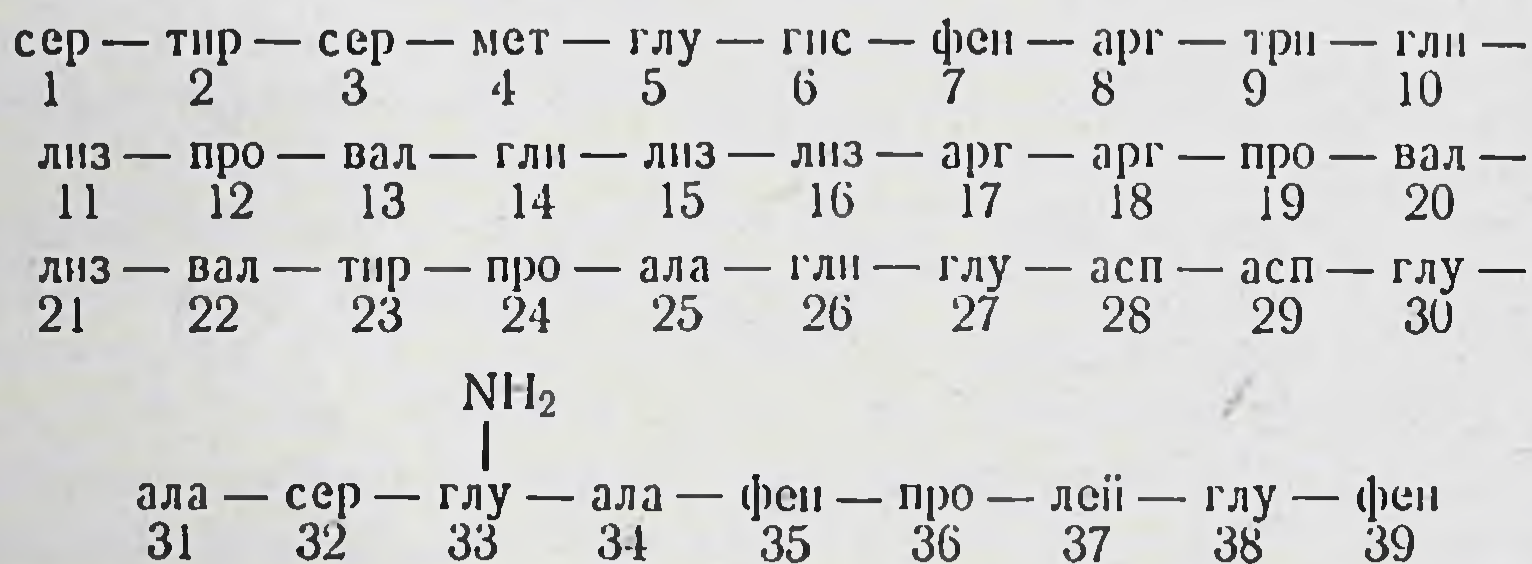 сер — тир — сер — мет — глу — гис — фен — арг — три — гли —
1 2 3 4 5 6 7 8 9 10
лиз — про — вал — гли — лиз — лиз — арг — арг — про — вал —
11 12 13 14 15 16 17 18 19 20
лиз — вал — тир — про — ала — гли — глу — асп — асп — глу —
21 22 23 24 25 26 27 28 29 30
NH₂
|
ала — сер — глу — ала — фен — про — лей — глу — фен
31 32 33 34 35 36 37 38 39